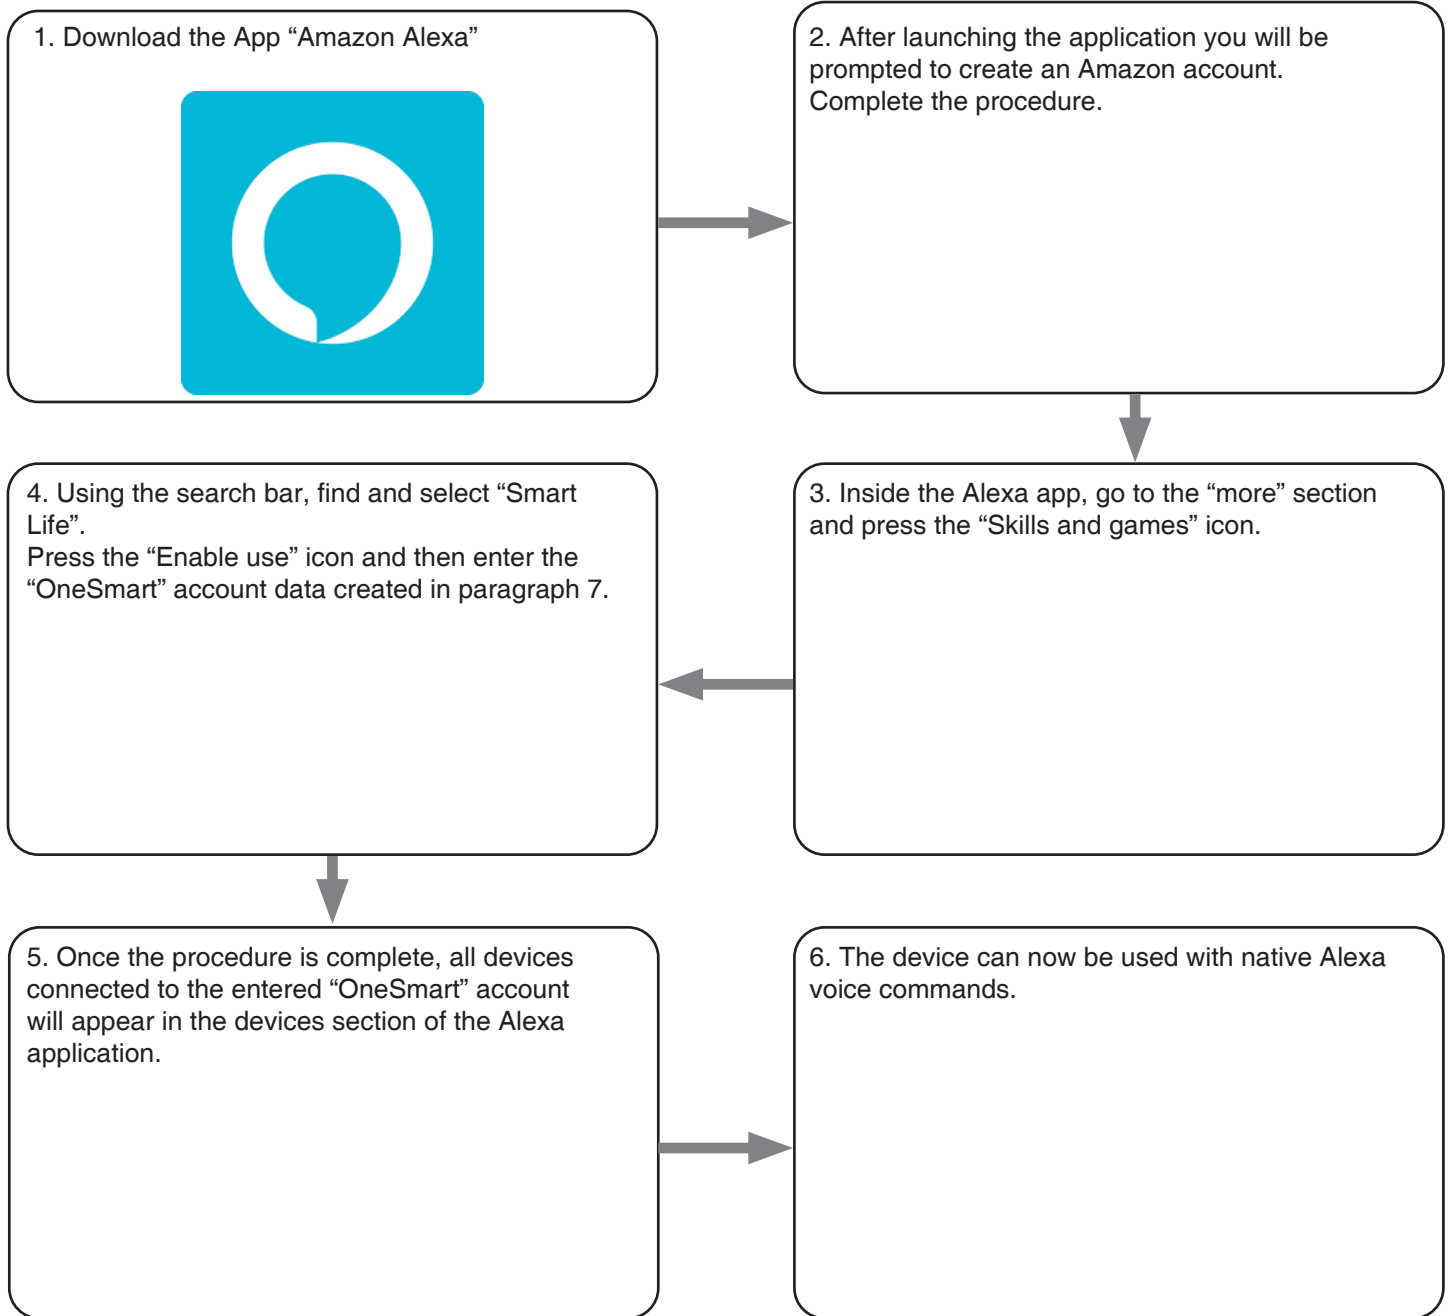 1. Download the App “Amazon Alexa”
2. After launching the application you will be
prompted to create an Amazon account.
Complete the procedure.
3. Inside the Alexa app, go to the “more” section
and press the “Skills and games” icon.
4. Using the search bar, find and select “Smart
Life”.
Press the “Enable use” icon and then enter the
“OneSmart” account data created in paragraph 7.
5. Once the procedure is complete, all devices
connected to the entered “OneSmart” account
will appear in the devices section of the Alexa
application.
6. The device can now be used with native Alexa
voice commands.